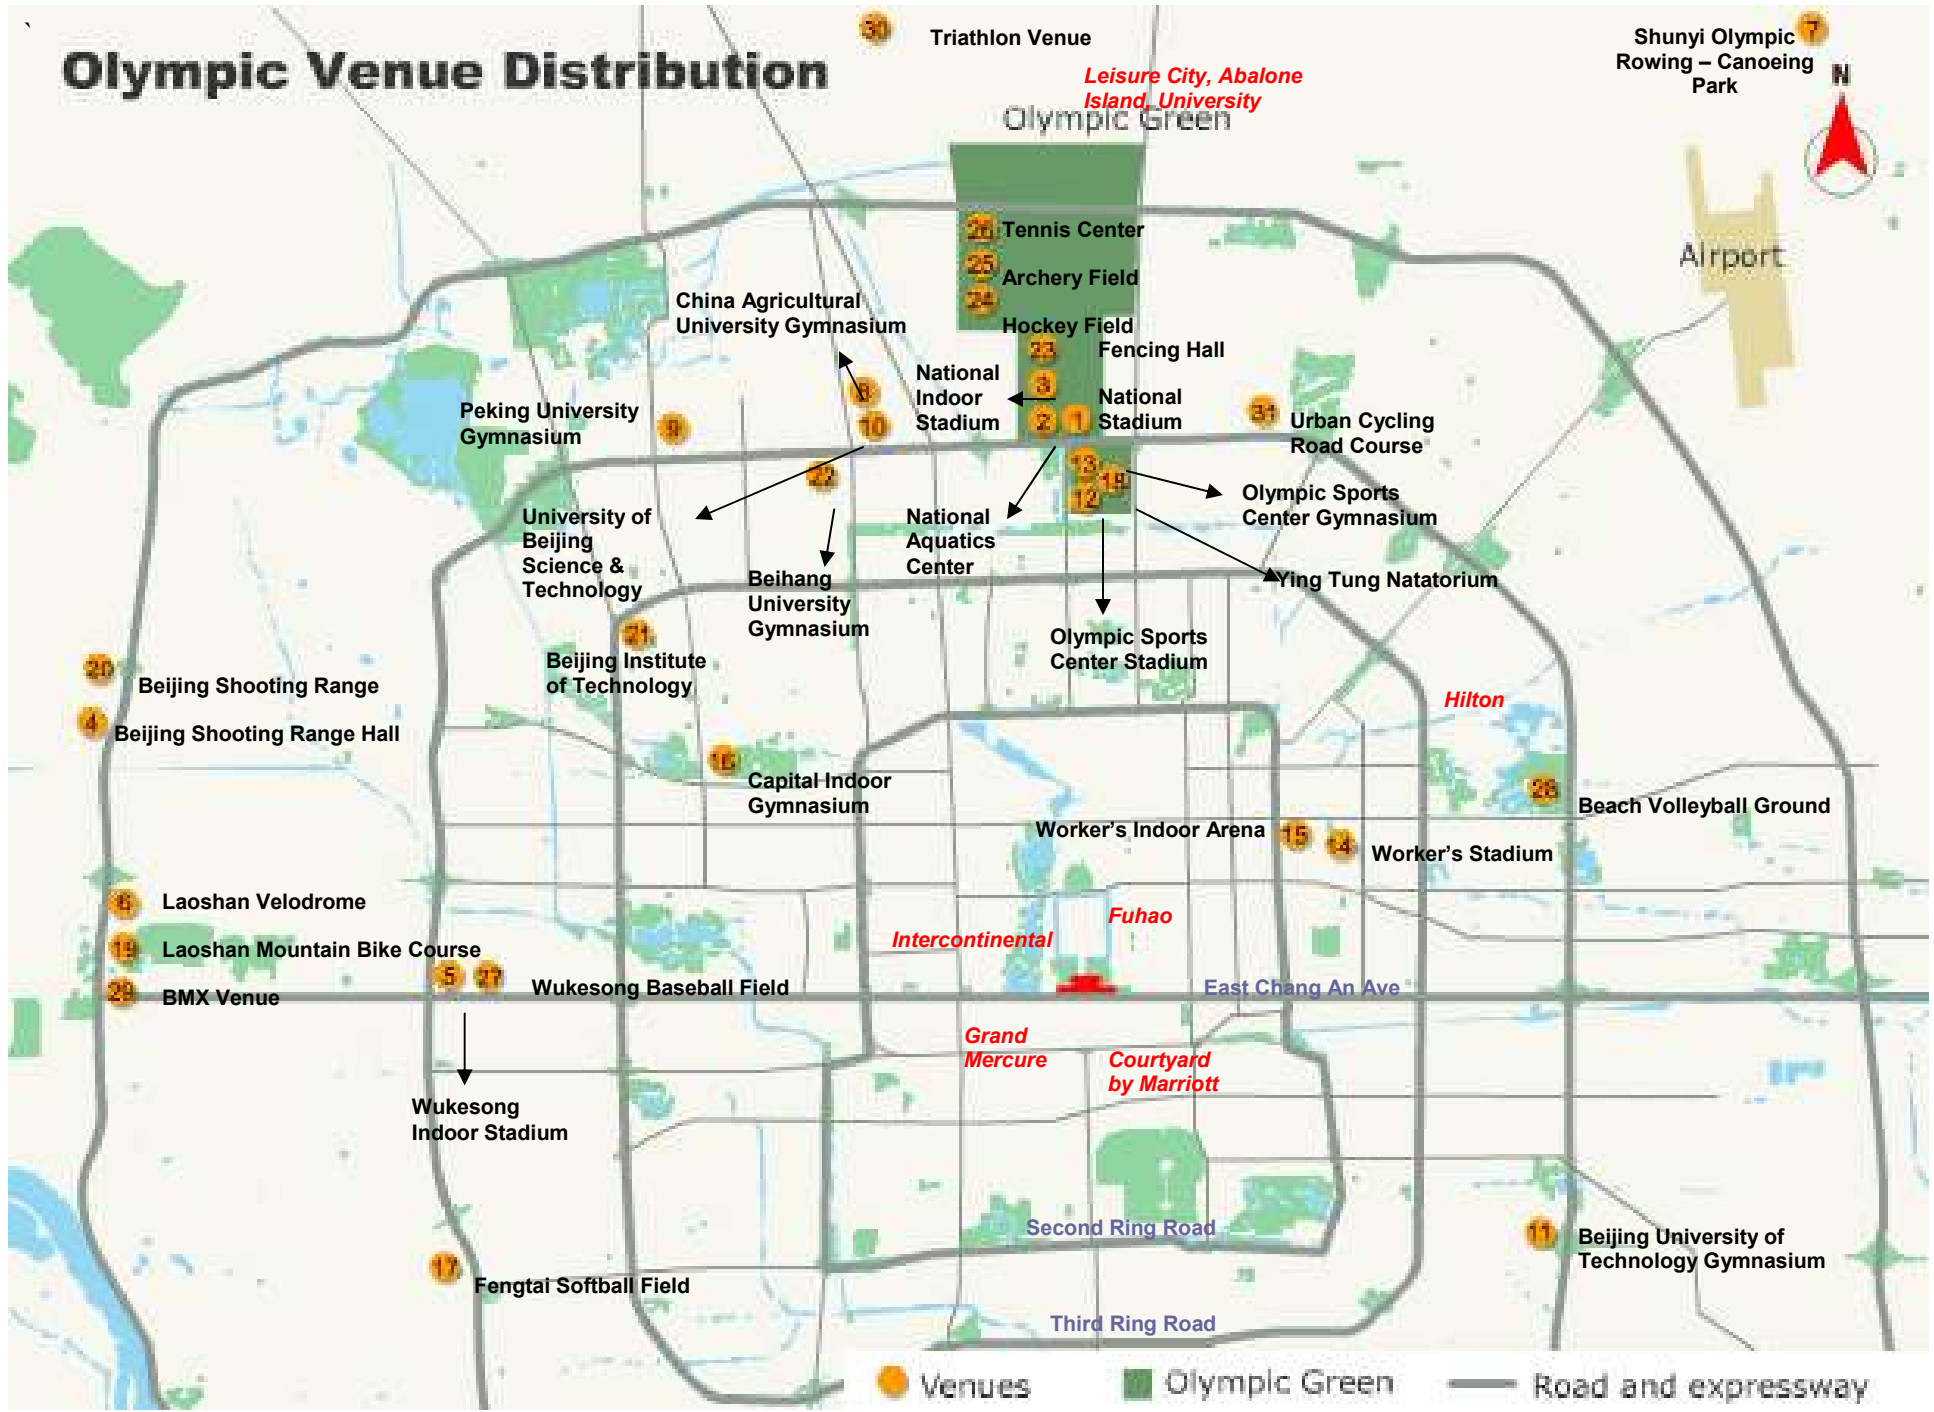 `
30
Triathlon Venue
7
Shunyi Olympic
Rowing – Canoeing
Park
N
Olympic Venue Distribution
Leisure City, Abalone
Island, University
Olympic Green
26
Tennis Center
25
Archery Field
24
Hockey Field
Airport
China Agricultural
University Gymnasium
23
Fencing Hall
8
National
Indoor
Stadium
3
National
Stadium
2
1
10
Peking University
Gymnasium
9
31
Urban Cycling
Road Course
22
13
18
12
Olympic Sports
Center Gymnasium
University of
Beijing
Science &
Technology
National
Aquatics
Center
Beihang
University
Gymnasium
Ying Tung Natatorium
21
Beijing Institute
of Technology
Olympic Sports
Center Stadium
20
Beijing Shooting Range
4
Beijing Shooting Range Hall
Hilton
16
Capital Indoor
Gymnasium
28
Beach Volleyball Ground
Worker’s Indoor Arena
15
14
Worker’s Stadium
6
Laoshan Velodrome
Fuhao
Intercontinental
19
Laoshan Mountain Bike Course
5
27
Wukesong Baseball Field
29
BMX Venue
East Chang An Ave
Grand
Mercure
Courtyard
by Marriott
Wukesong
Indoor Stadium
Second Ring Road
11
Beijing University of
Technology Gymnasium
17
Fengtai Softball Field
Third Ring Road
Venues
Olympic Green
Road and expressway